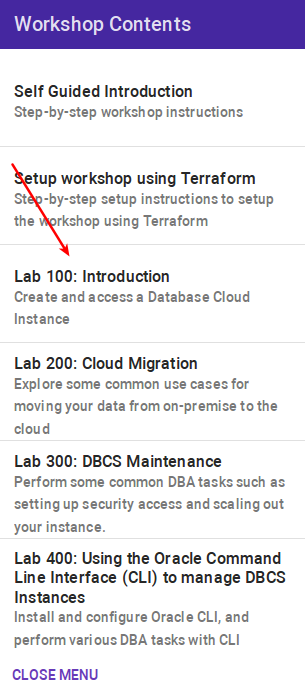 Workshop Contents
Self Guided Introduction
Step-by-step workshop instructions
Setup workshop using Terraform
Step-by-step setup instructions to setup
the workshop using Terraform
Lab 100: Introduction
Create and access a Database Cloud
Instance
Lab 200: Cloud Migration
Explore some common use cases for
moving your data from on-premise to the
cloud
Lab 300: DBCS Maintenance
Perform some common DBA tasks such as
setting up security access and scaling out
your instance.
Lab 400: Using the Oracle Command
Line Interface (CLI) to manage DBCS
Instances
Install and configure Oracle CLI, and
perform various DBA tasks with CLI
CLOSE MENU